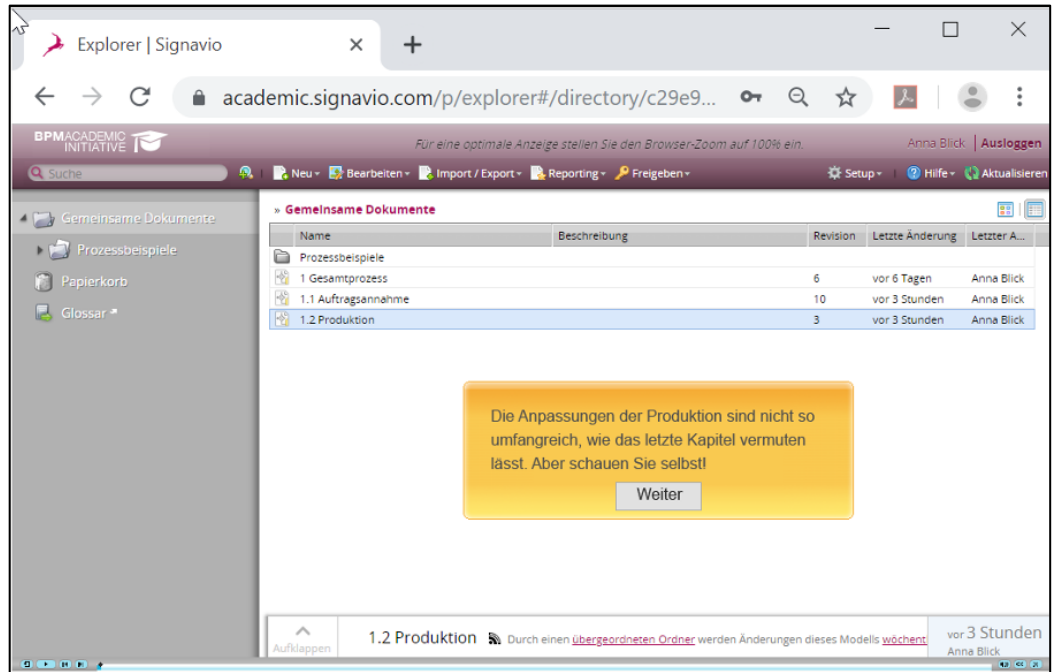 Explorer | Signavio
academic.signavio.com/p/explorer#/directory/c29e9...
BPMACADEMIC
INITIATIVE
Für eine optimale Anzeige stellen Sie den Browser-Zoom auf 100% ein.
Anna Blick | Ausloggen
Suche
Neu
Bearbeiten
Import / Export
Reporting
Freigeben
Setup
Hilfe
Aktualisieren
Gemeinsame Dokumente
Prozessbeispiele
Papierkorb
Glossar
» Gemeinsame Dokumente
Name Beschreibung Revision Letzte Änderung Letzter A...
Prozessbeispiele
1 Gesamtprozess 6 vor 6 Tagen Anna Blick
1.1 Auftragsannahme 10 vor 3 Stunden Anna Blick
1.2 Produktion 3 vor 3 Stunden Anna Blick
Die Anpassungen der Produktion sind nicht so
umfangreich, wie das letzte Kapitel vermuten
lässt. Aber schauen Sie selbst!
Weiter
Aufklappen
1.2 Produktion Durch einen übergeordneten Ordner werden Änderungen dieses Modells wöchent
vor 3 Stunden
Anna Blick